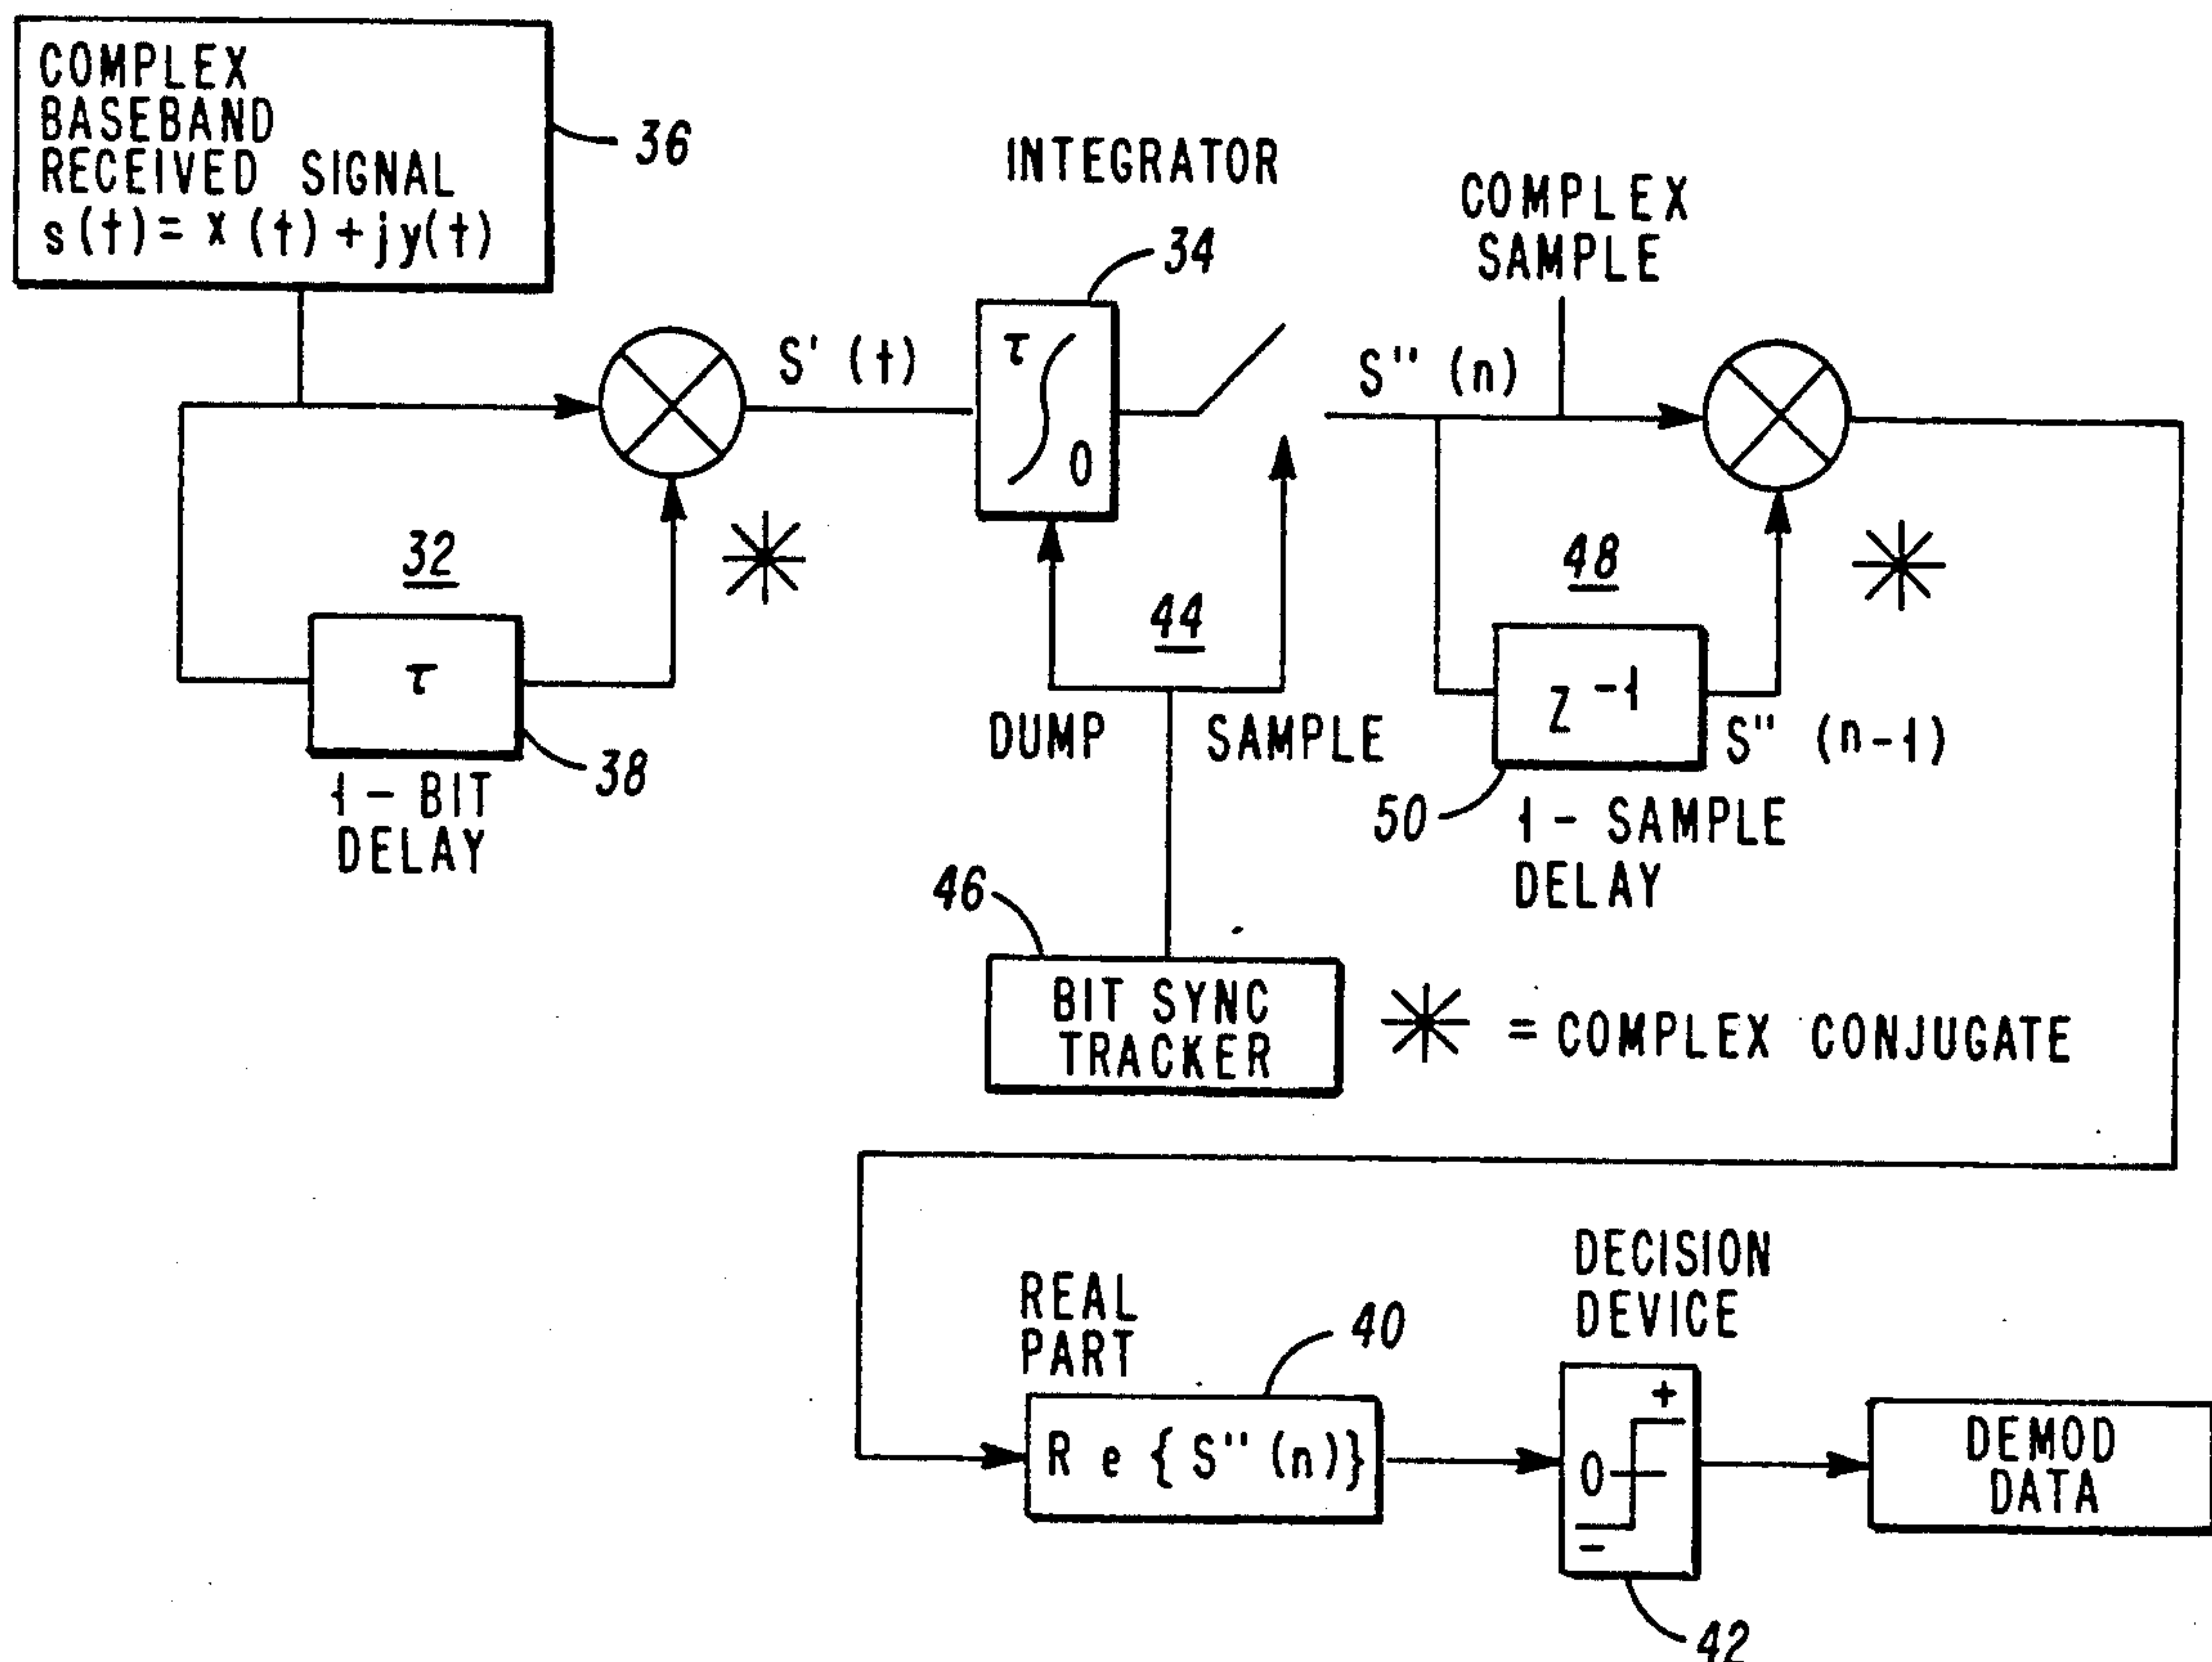 COMPLEX
BASEBAND
RECEIVED SIGNAL
s(t)= x(t)+jy(t)
36
INTEGRATOR
34
COMPLEX
SAMPLE
S' (t)
τ
0
S'' (n)
32
τ
38
1-BIT
DELAY
44
DUMP SAMPLE
48
Z -1
S'' (n-1)
50
1-SAMPLE
DELAY
46
BIT SYNC
TRACKER
= COMPLEX CONJUGATE
REAL
PART
40
Re{S''(n)}
DECISION
DEVICE
+
0
-
42
DEMOD
DATA